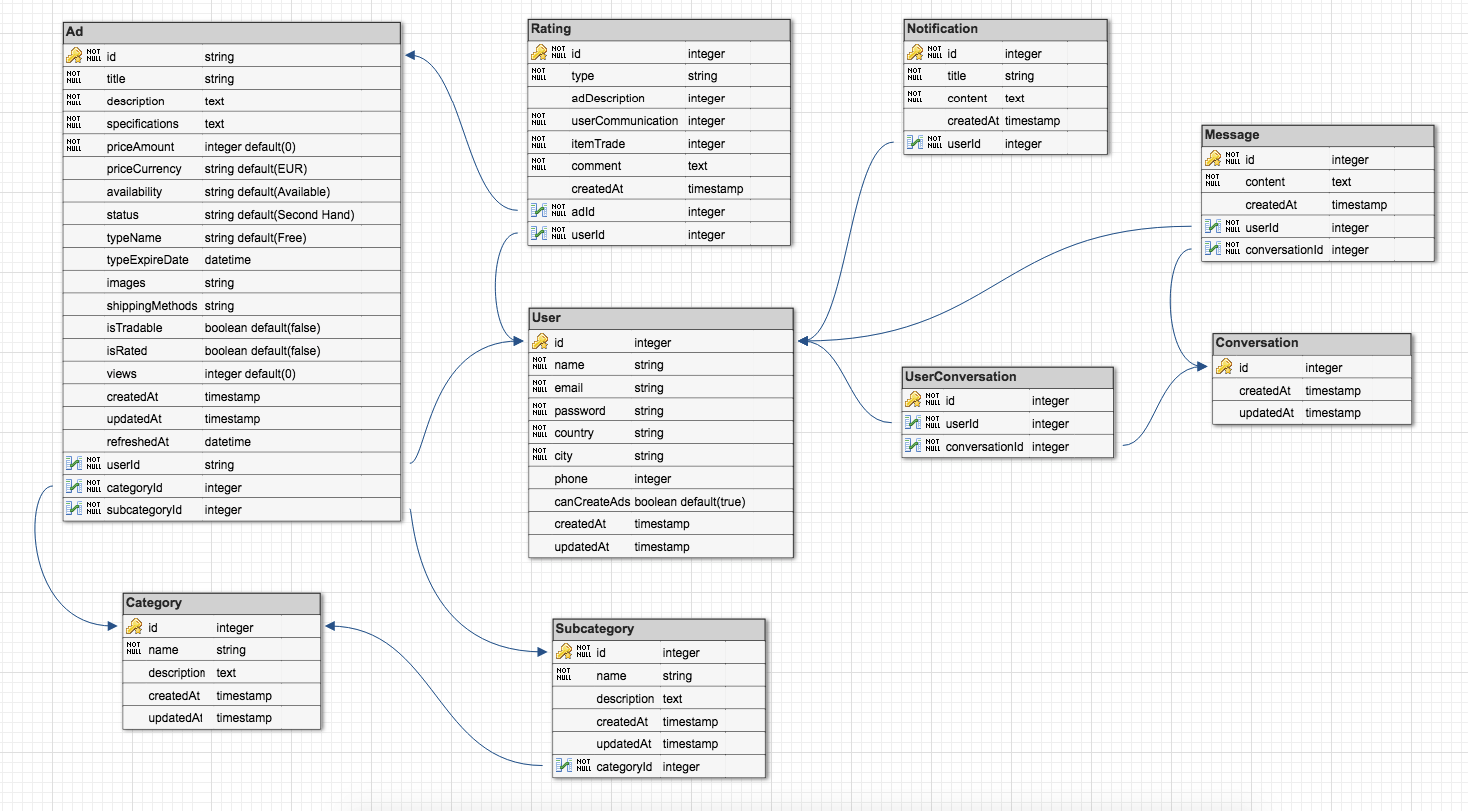 Ad
NOT NULL id string
NOT NULL title string
NOT NULL description text
NOT NULL specifications text
NOT NULL priceAmount integer default(0)
priceCurrency string default(EUR)
availability string default(Available)
status string default(Second Hand)
typeName string default(Free)
typeExpireDate datetime
images string
shippingMethods string
isTradable boolean default(false)
isRated boolean default(false)
views integer default(0)
createdAt timestamp
updatedAt timestamp
refreshedAt datetime
NOT NULL userId string
NOT NULL categoryId integer
NOT NULL subcategoryId integer
Rating
NOT NULL id integer
NOT NULL type string
adDescription integer
NOT NULL userCommunication integer
NOT NULL itemTrade integer
NOT NULL comment text
createdAt timestamp
NOT NULL adId integer
NOT NULL userId integer
Notification
NOT NULL id integer
NOT NULL title string
NOT NULL content text
createdAt timestamp
NOT NULL userId integer
Message
NOT NULL id integer
NOT NULL content text
createdAt timestamp
NOT NULL userId integer
NOT NULL conversationId integer
User
id integer
NOT NULL name string
NOT NULL email string
NOT NULL password string
NOT NULL country string
NOT NULL city string
phone integer
canCreateAds boolean default(true)
createdAt timestamp
updatedAt timestamp
UserConversation
NOT NULL id integer
NOT NULL userId integer
NOT NULL conversationId integer
Conversation
id integer
createdAt timestamp
updatedAt timestamp
Category
id integer
NOT NULL name string
description text
createdAt timestamp
updatedAt timestamp
Subcategory
NOT NULL id integer
NOT NULL name string
description text
createdAt timestamp
updatedAt timestamp
NOT NULL categoryId integer